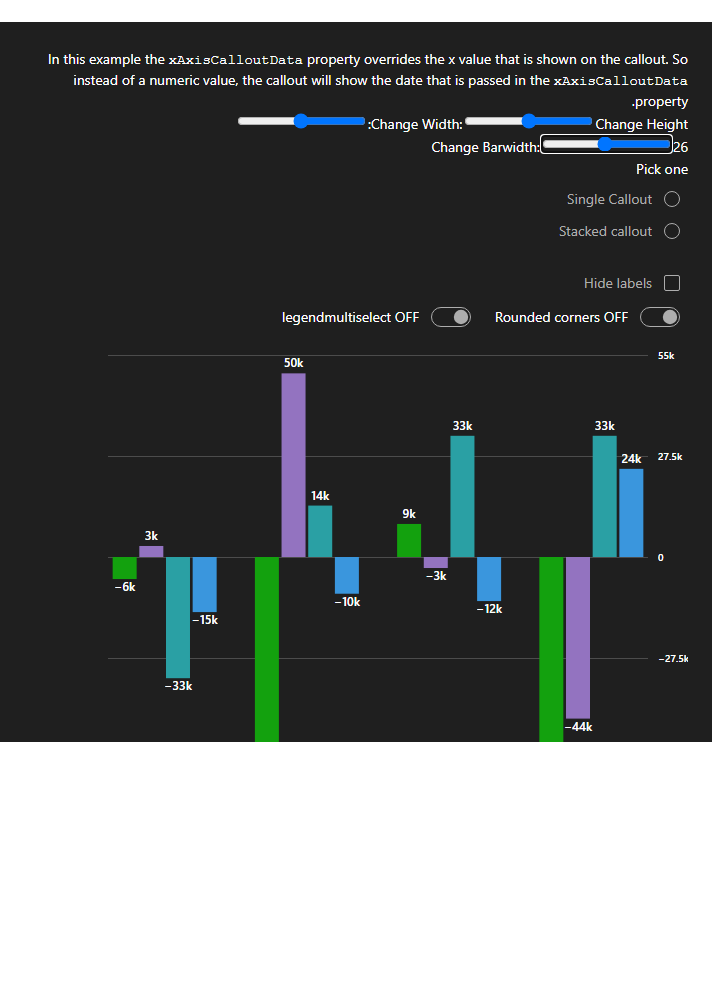 In this example the xAxisCalloutData property overrides the x value that is shown on the callout. So
instead of a numeric value, the callout will show the date that is passed in the xAxisCalloutData
.property
:Change Width: Change Height
Change Barwidth: 26
Pick one
Single Callout
Stacked callout
Hide labels
legendmultiselect OFF Rounded corners OFF
55k
50k
33k 33k
27.5k
24k
14k
9k
3k
0
−3k
−6k
−10k
−12k
−15k
−27.5k
−33k
−44k